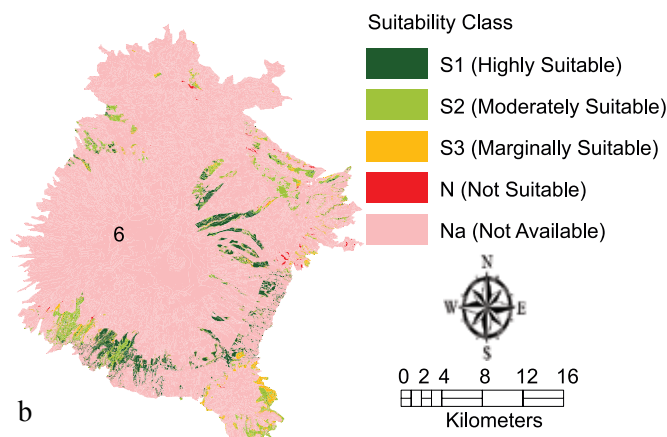 Suitability Class
S1 (Highly Suitable)
S2 (Moderately Suitable)
S3 (Marginally Suitable)
N (Not Suitable)
Na (Not Available)
6
N
W E
S
0 2 4 8 12 16
Kilometers
b